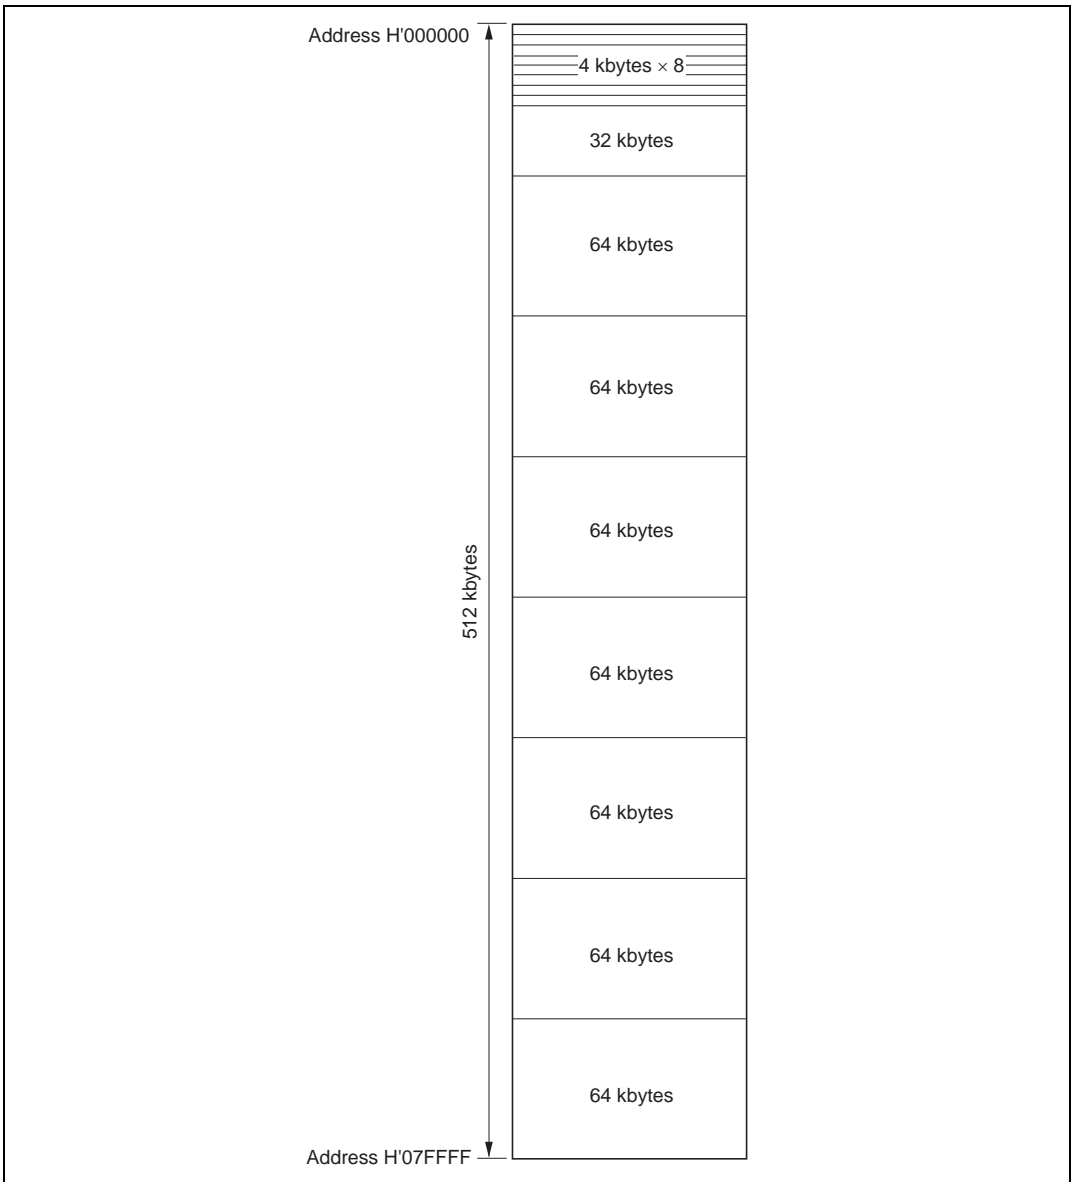 Address H'000000
4 kbytes × 8
32 kbytes
64 kbytes
64 kbytes
64 kbytes
512 kbytes
64 kbytes
64 kbytes
64 kbytes
64 kbytes
Address H'07FFFF